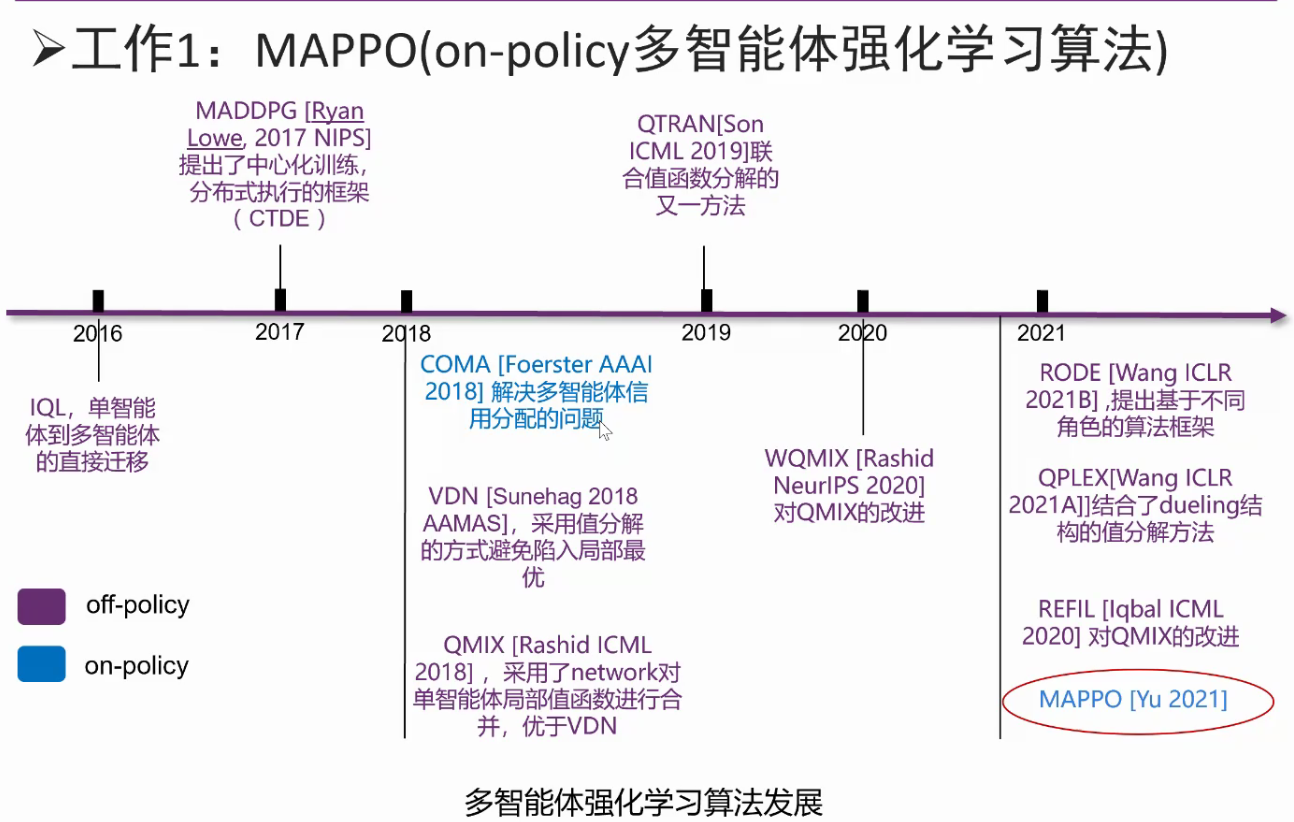 ➢工作1：MAPPO(on-policy多智能体强化学习算法)
MADDPG [Ryan
Lowe, 2017 NIPS]
提出了中心化训练，
分布式执行的框架
（CTDE）
QTRAN[Son
ICML 2019]联
合值函数分解的
又一方法
2016
2017
2018
2019
2020
2021
IQL，单智能
体到多智能体
的直接迁移
COMA [Foerster AAAI
2018] 解决多智能体信
用分配的问题
VDN [Sunehag 2018
AAMAS]，采用值分解
的方式避免陷入局部最
优
QMIX [Rashid ICML
2018] ，采用了network对
单智能体局部值函数进行合
并，优于VDN
WQMIX [Rashid
NeurIPS 2020]
对QMIX的改进
RODE [Wang ICLR
2021B] ,提出基于不同
角色的算法框架
QPLEX[Wang ICLR
2021A]]结合了dueling结
构的值分解方法
REFIL [Iqbal ICML
2020] 对QMIX的改进
MAPPO [Yu 2021]
off-policy
on-policy
多智能体强化学习算法发展